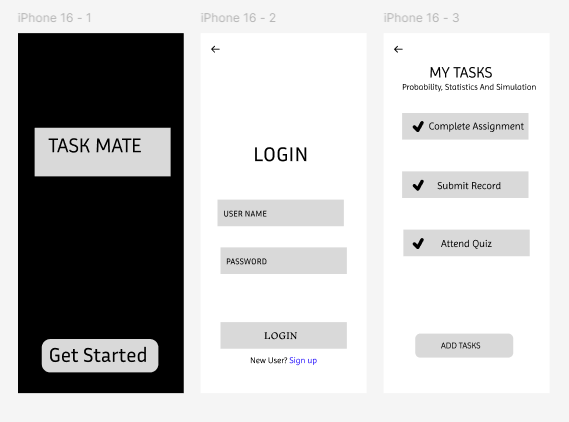 iPhone 16 - 1
TASK MATE
Get Started
iPhone 16 - 2
LOGIN
USER NAME
PASSWORD
LOGIN
New User? Sign up
iPhone 16 - 3
MY TASKS
Probability, Statistics And Simulation
Complete Assignment
Submit Record
Attend Quiz
ADD TASKS